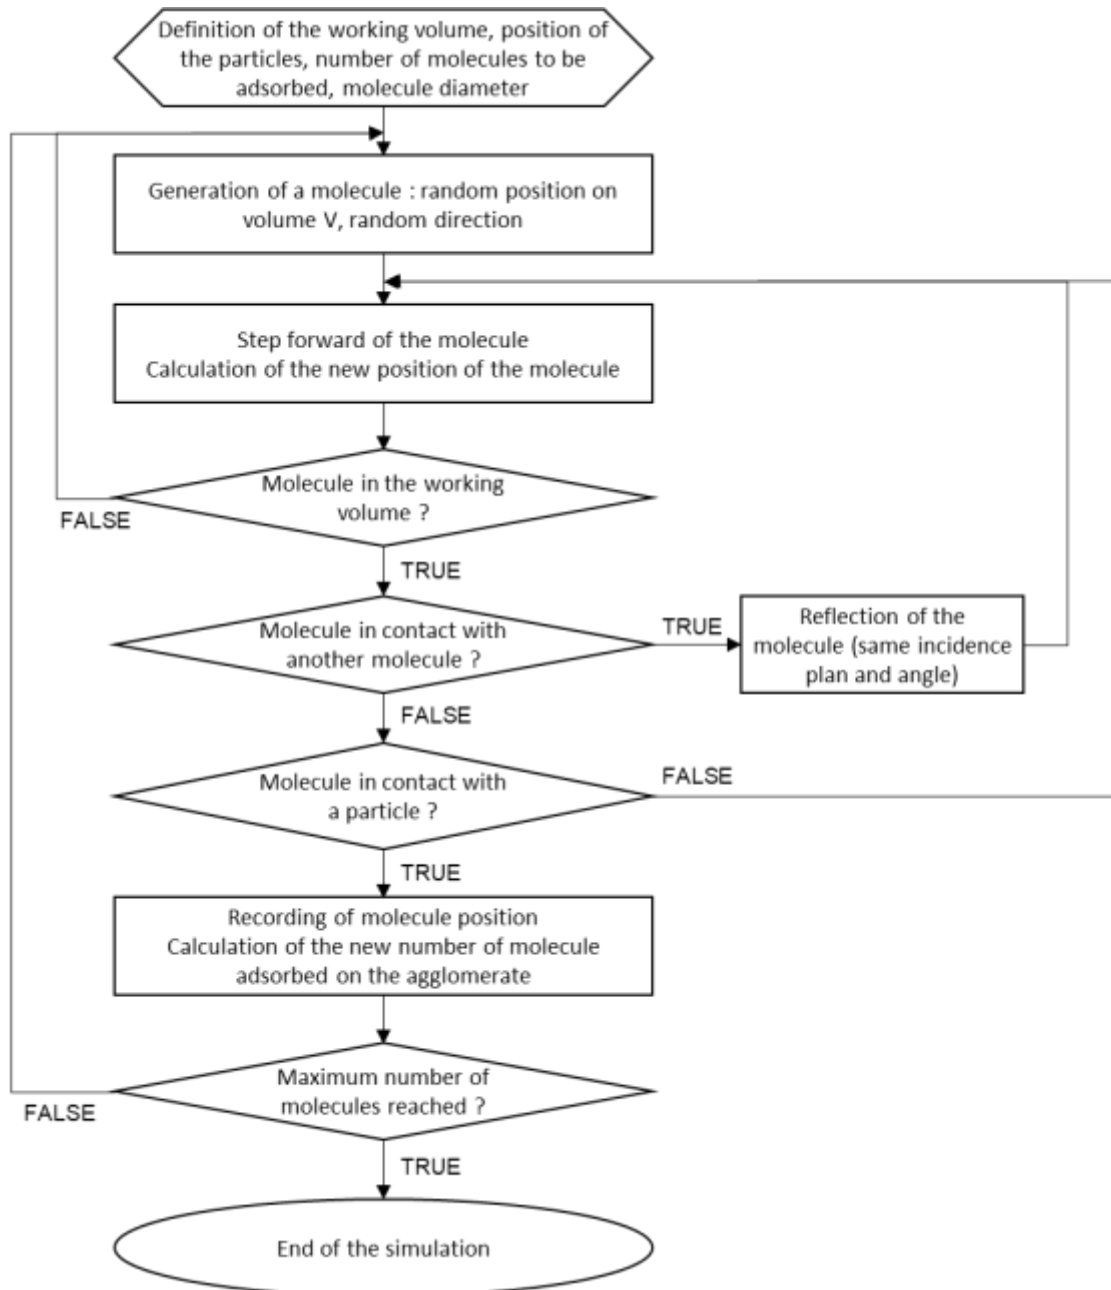 Definition of the working volume, position of
the particles, number of molecules to be
adsorbed, molecule diameter
Generation of a molecule : random position on
volume V, random direction
Step forward of the molecule
Calculation of the new position of the molecule
Molecule in the working
volume ?
FALSE
TRUE
Molecule in contact with
another molecule ?
TRUE
Reflection of the
molecule (same incidence
plan and angle)
FALSE
Molecule in contact with
a particle ?
FALSE
TRUE
Recording of molecule position
Calculation of the new number of molecule
adsorbed on the agglomerate
Maximum number of
molecules reached ?
FALSE
TRUE
End of the simulation